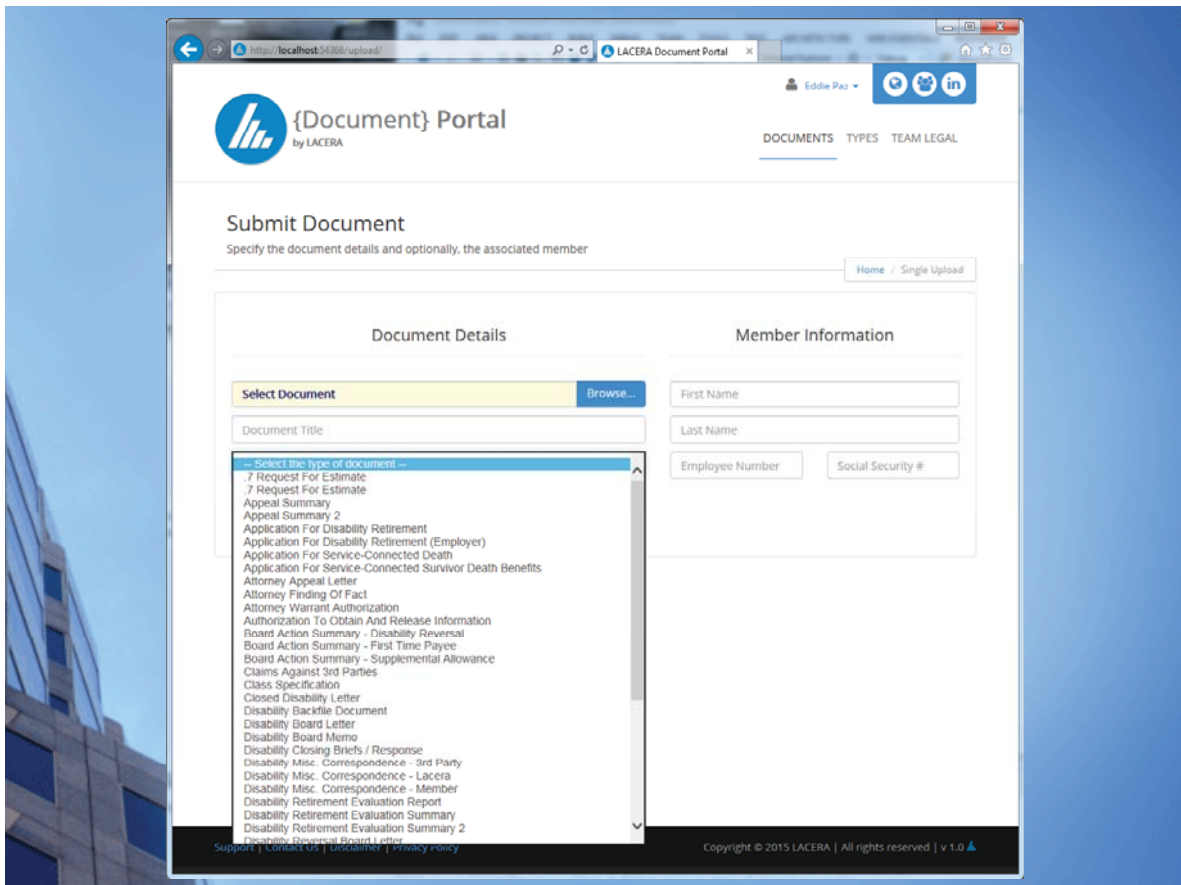 http://localhost:54368/upload/
LACERA Document Portal
Eddie Paz
{Document} Portal
by LACERA
DOCUMENTS TYPES TEAM LEGAL
Submit Document
Specify the document details and optionally, the associated member
Home / Single Upload
Document Details
Member Information
Select Document Browse...
First Name
Document Title
Last Name
Employee Number Social Security #
-- Select the type of document --
.7 Request For Estimate
.7 Request For Estimate
Appeal Summary
Appeal Summary 2
Application For Disability Retirement
Application For Disability Retirement (Employer)
Application For Service-Connected Death
Application For Service-Connected Survivor Death Benefits
Attorney Appeal Letter
Attorney Finding Of Fact
Attorney Warrant Authorization
Authorization To Obtain And Release Information
Board Action Summary - Disability Reversal
Board Action Summary - First Time Payee
Board Action Summary - Supplemental Allowance
Claims Against 3rd Parties
Class Specification
Closed Disability Letter
Disability Backfile Document
Disability Board Letter
Disability Board Memo
Disability Closing Briefs / Response
Disability Misc. Correspondence - 3rd Party
Disability Misc. Correspondence - Lacera
Disability Misc. Correspondence - Member
Disability Retirement Evaluation Report
Disability Retirement Evaluation Summary
Disability Retirement Evaluation Summary 2
Disability Reversal Board Letter
Support | Contact Us | Disclaimer | Privacy Policy
Copyright © 2015 LACERA | All rights reserved | v 1.0